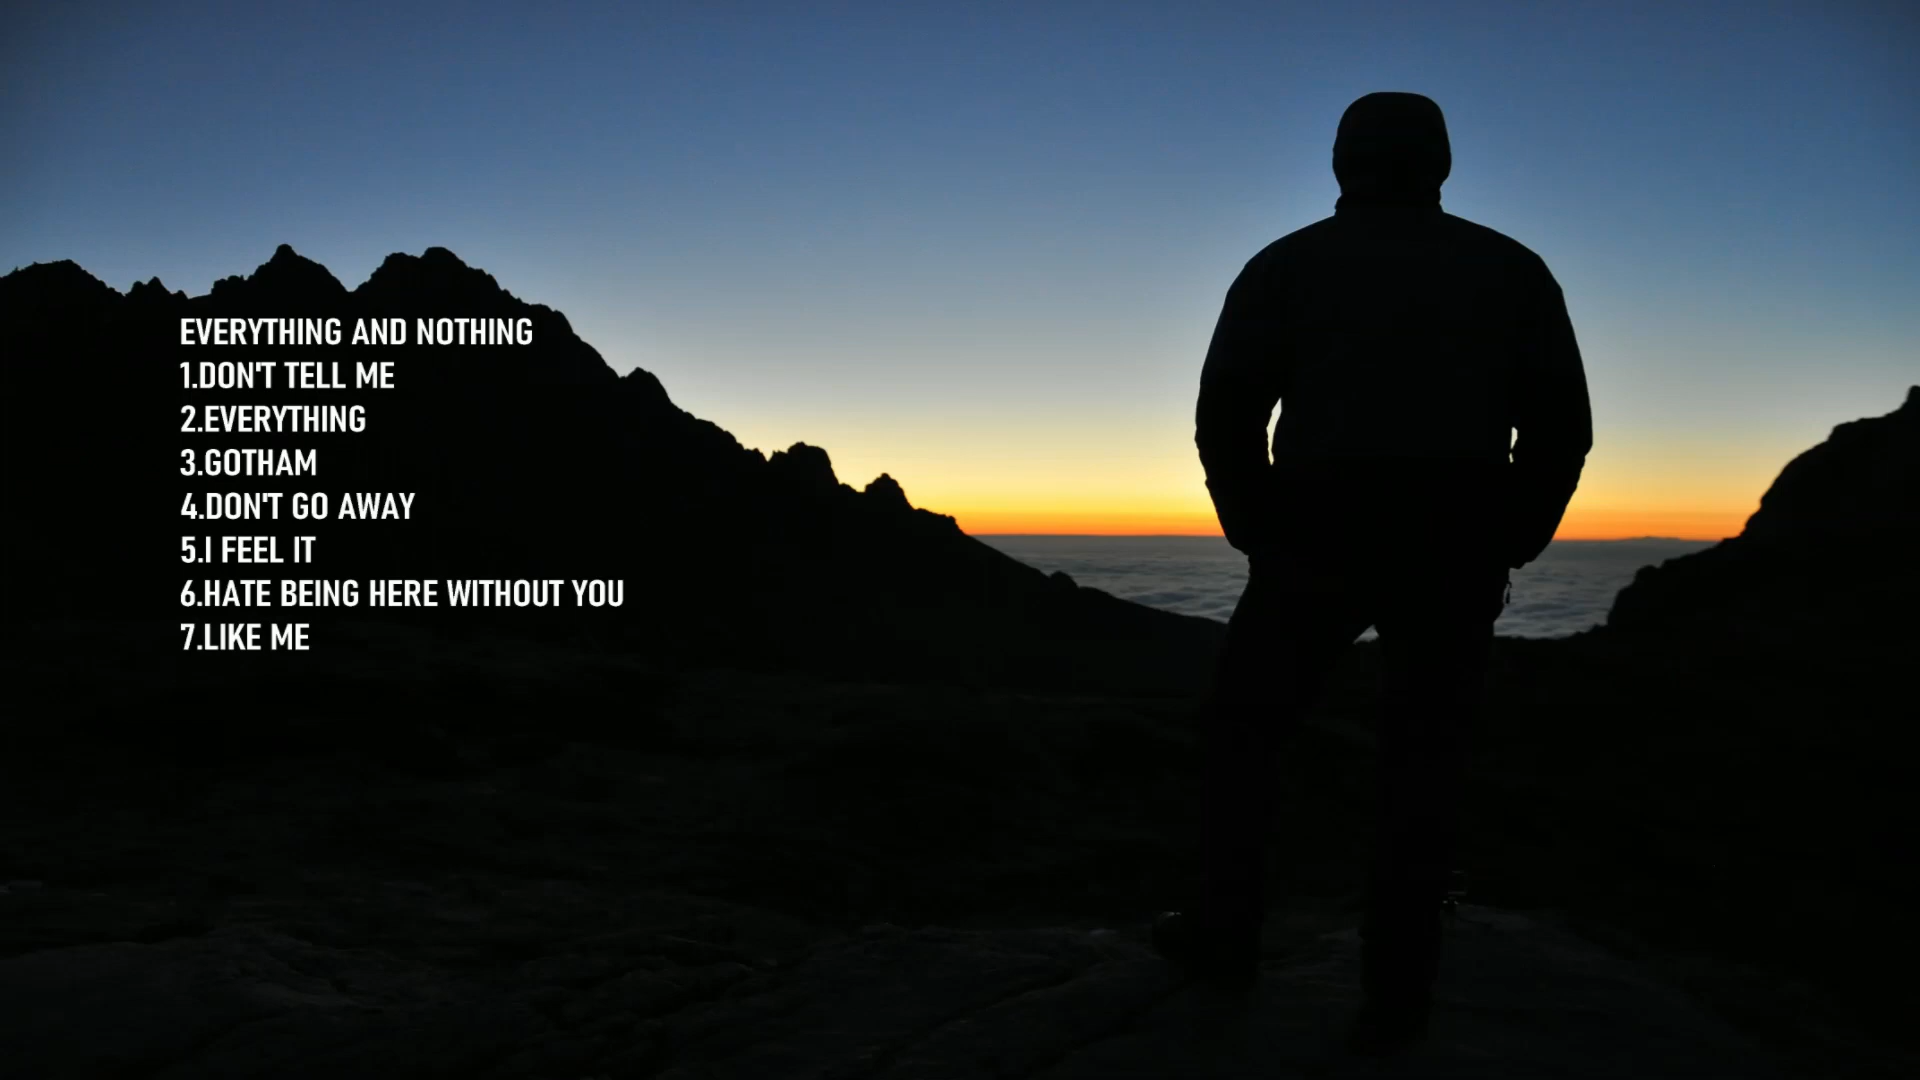 EVERYTHING AND NOTHING
1.DON'T TELL ME
2.EVERYTHING
3.GOTHAM
4.DON'T GO AWAY
5.I FEEL IT
6.HATE BEING HERE WITHOUT YOU
7.LIKE ME